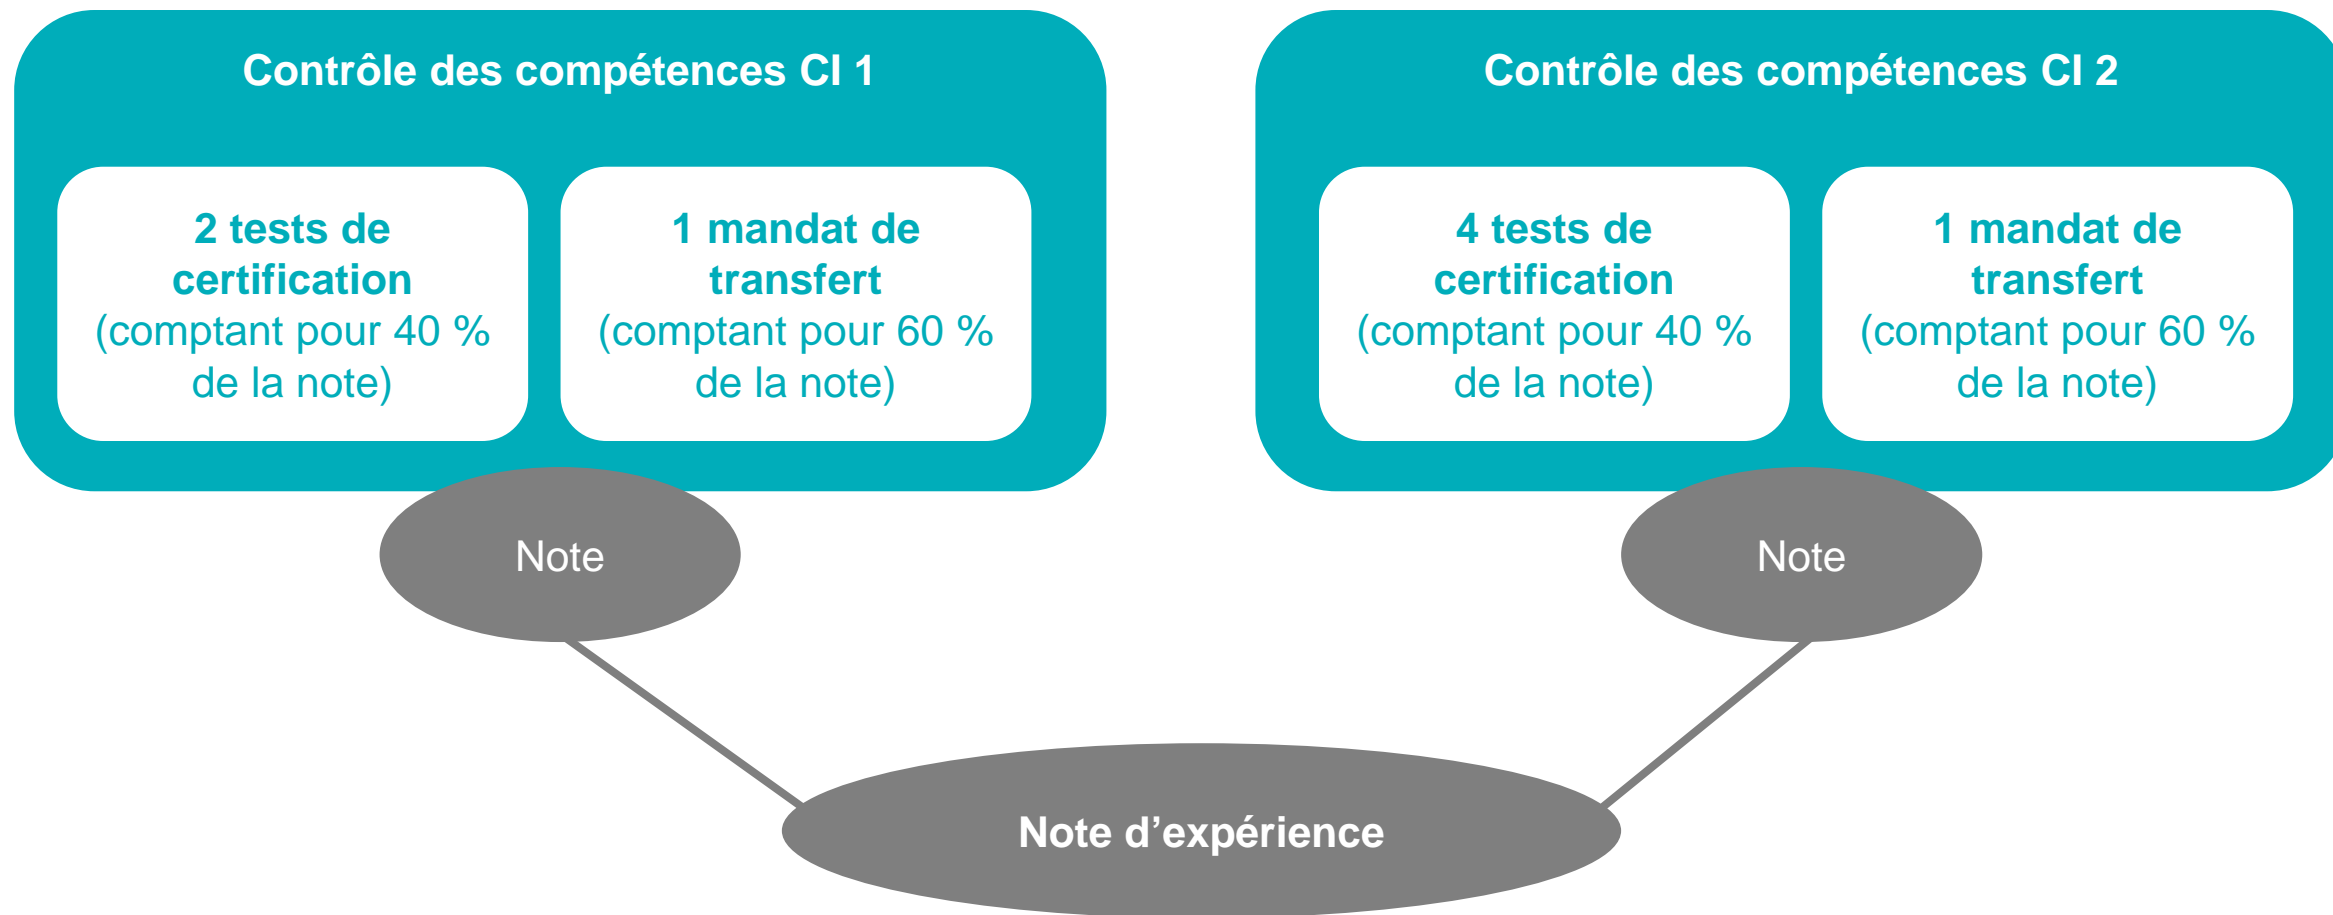 Contrôle des compétences CI 1
2 tests de
certification
(comptant pour 40 %
de la note)
1 mandat de
transfert
(comptant pour 60 %
de la note)
Note
Contrôle des compétences CI 2
4 tests de
certification
(comptant pour 40 %
de la note)
1 mandat de
transfert
(comptant pour 60 %
de la note)
Note
Note d’expérience